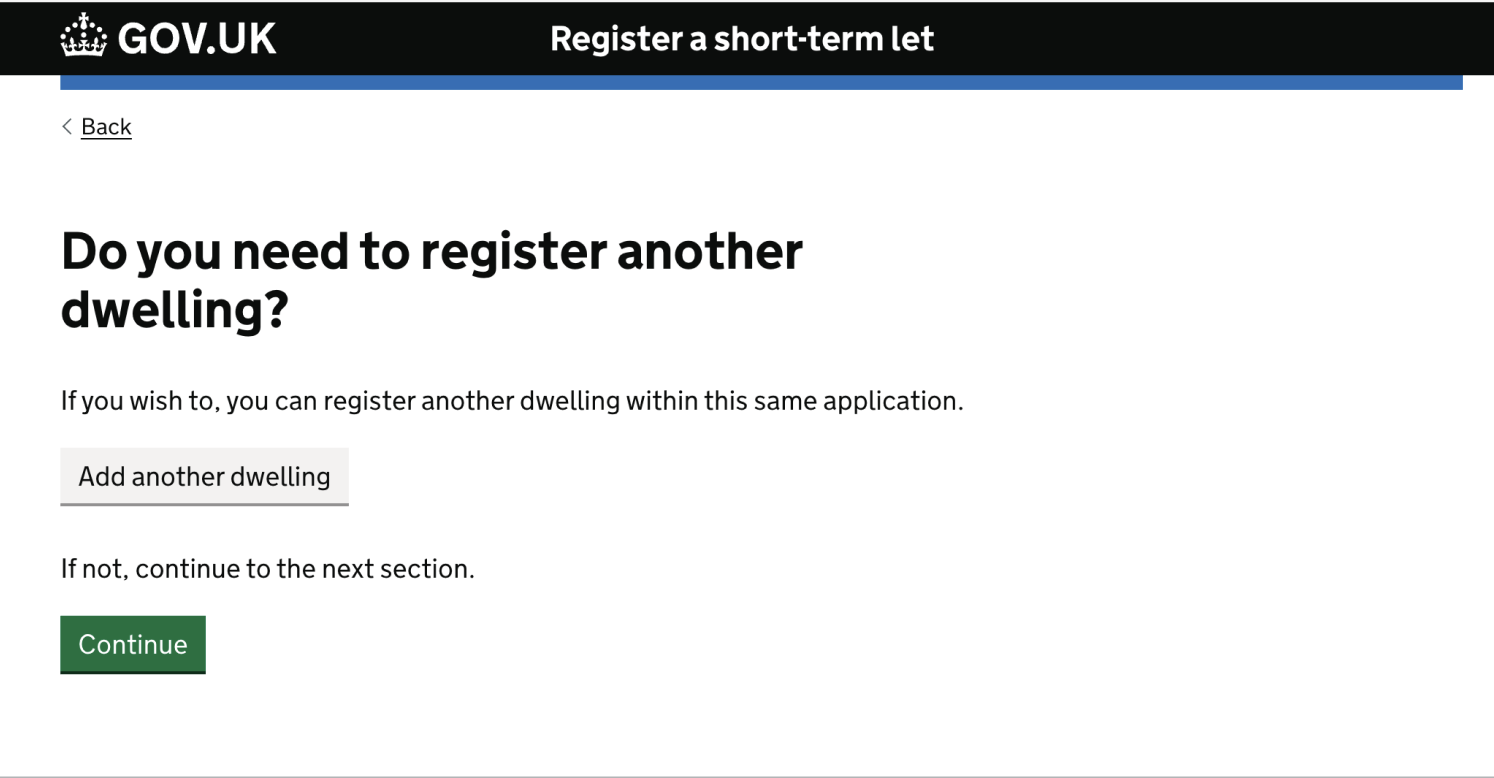 GOV.UK Register a short-term let
Back
Do you need to register another
dwelling?
If you wish to, you can register another dwelling within this same application.
Add another dwelling
If not, continue to the next section.
Continue